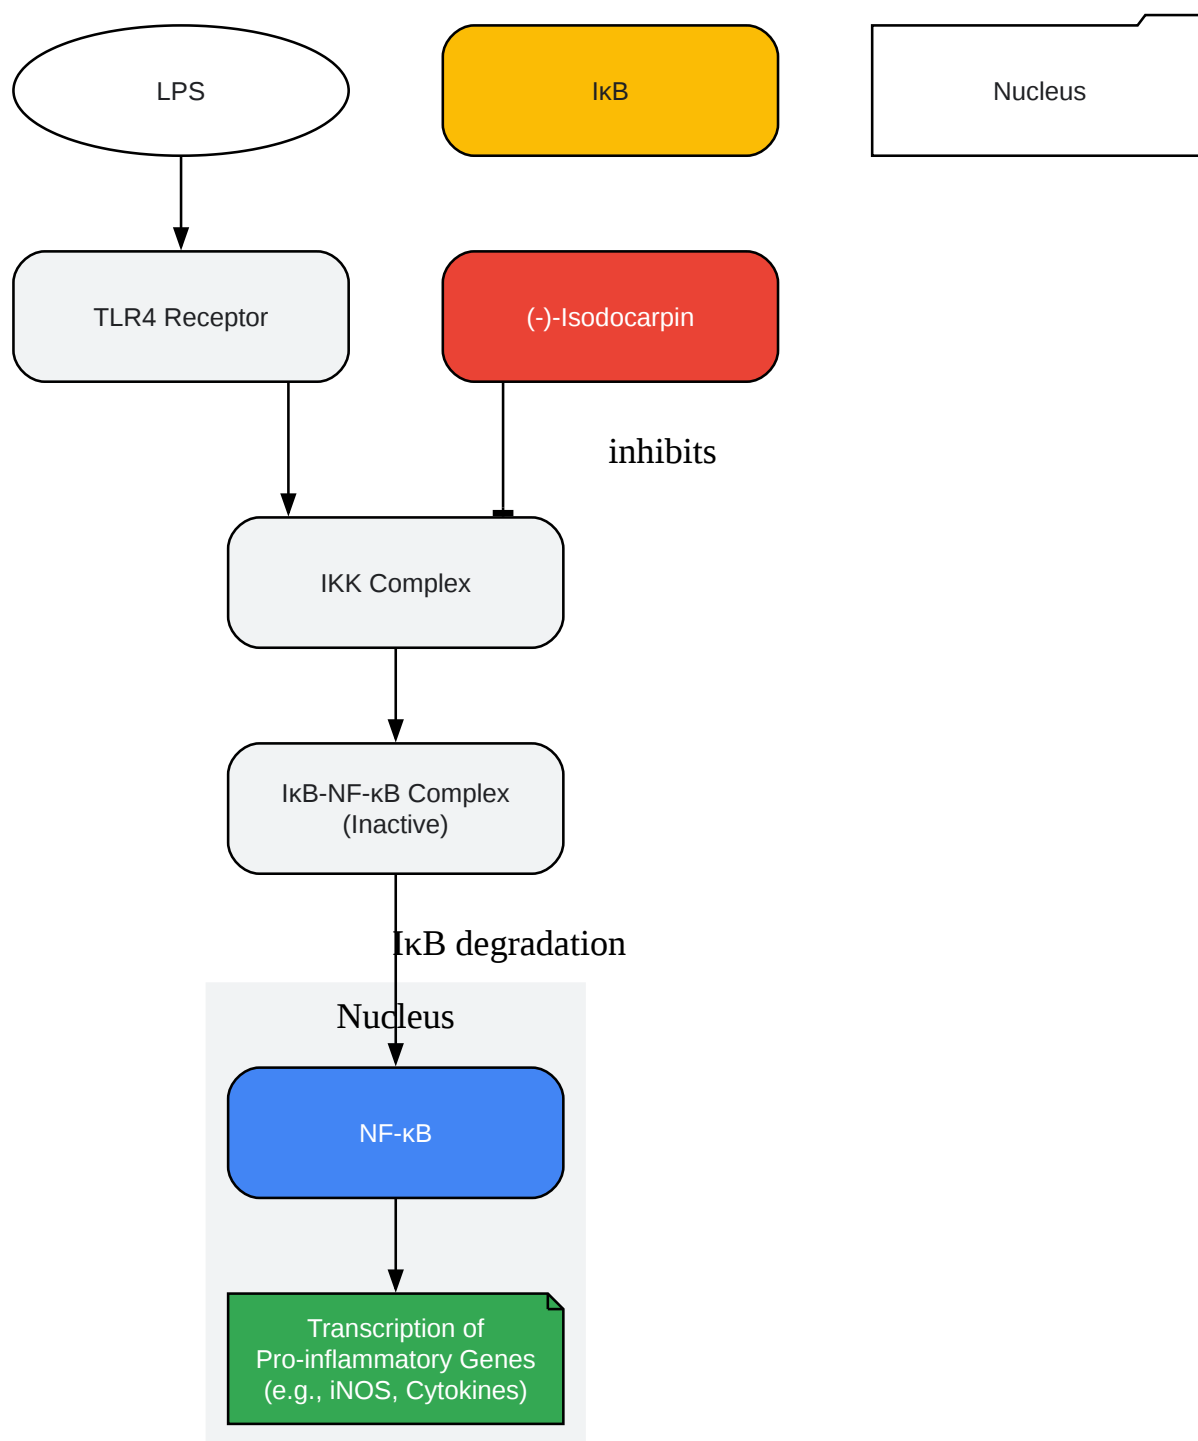 LPS
IκB
Nucleus
TLR4 Receptor
(-)-Isodocarpin
inhibits
IKK Complex
IκB-NF-κB Complex
(Inactive)
IκB degradation
Nucleus
NF-κB
Transcription of
Pro-inflammatory Genes
(e.g., iNOS, Cytokines)